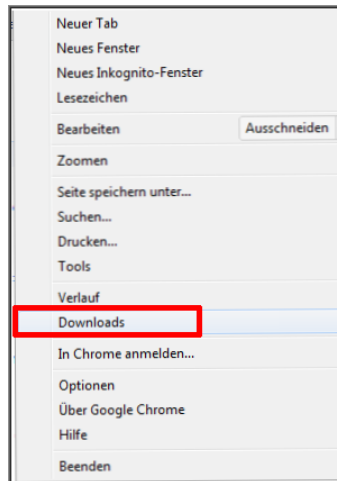 Neuer Tab
Neues Fenster
Neues Inkognito-Fenster
Lesezeichen
Bearbeiten Ausschneiden
Zoomen
Seite speichern unter...
Suchen...
Drucken...
Tools
Verlauf
Downloads
In Chrome anmelden...
Optionen
Über Google Chrome
Hilfe
Beenden